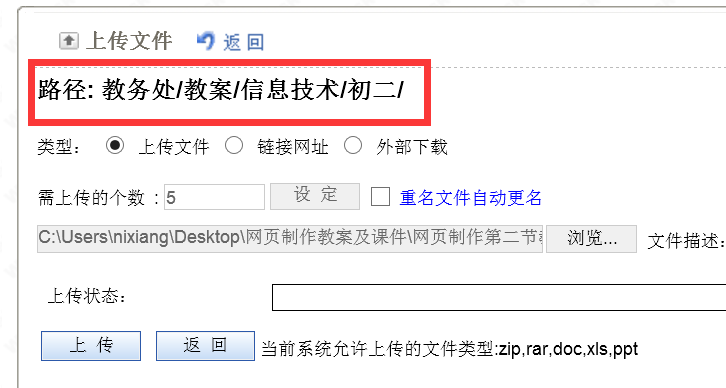 上传文件 返回
路径: 教务处/教案/信息技术/初二/
类型: 上传文件 链接网址 外部下载
需上传的个数 : 5 设 定 重名文件自动更名
C:\Users\nixiang\Desktop\网页制作教案及课件\网页制作第二节 浏览... 文件描述:
上传状态:
上 传 返 回 当前系统允许上传的文件类型:zip,rar,doc,xls,ppt